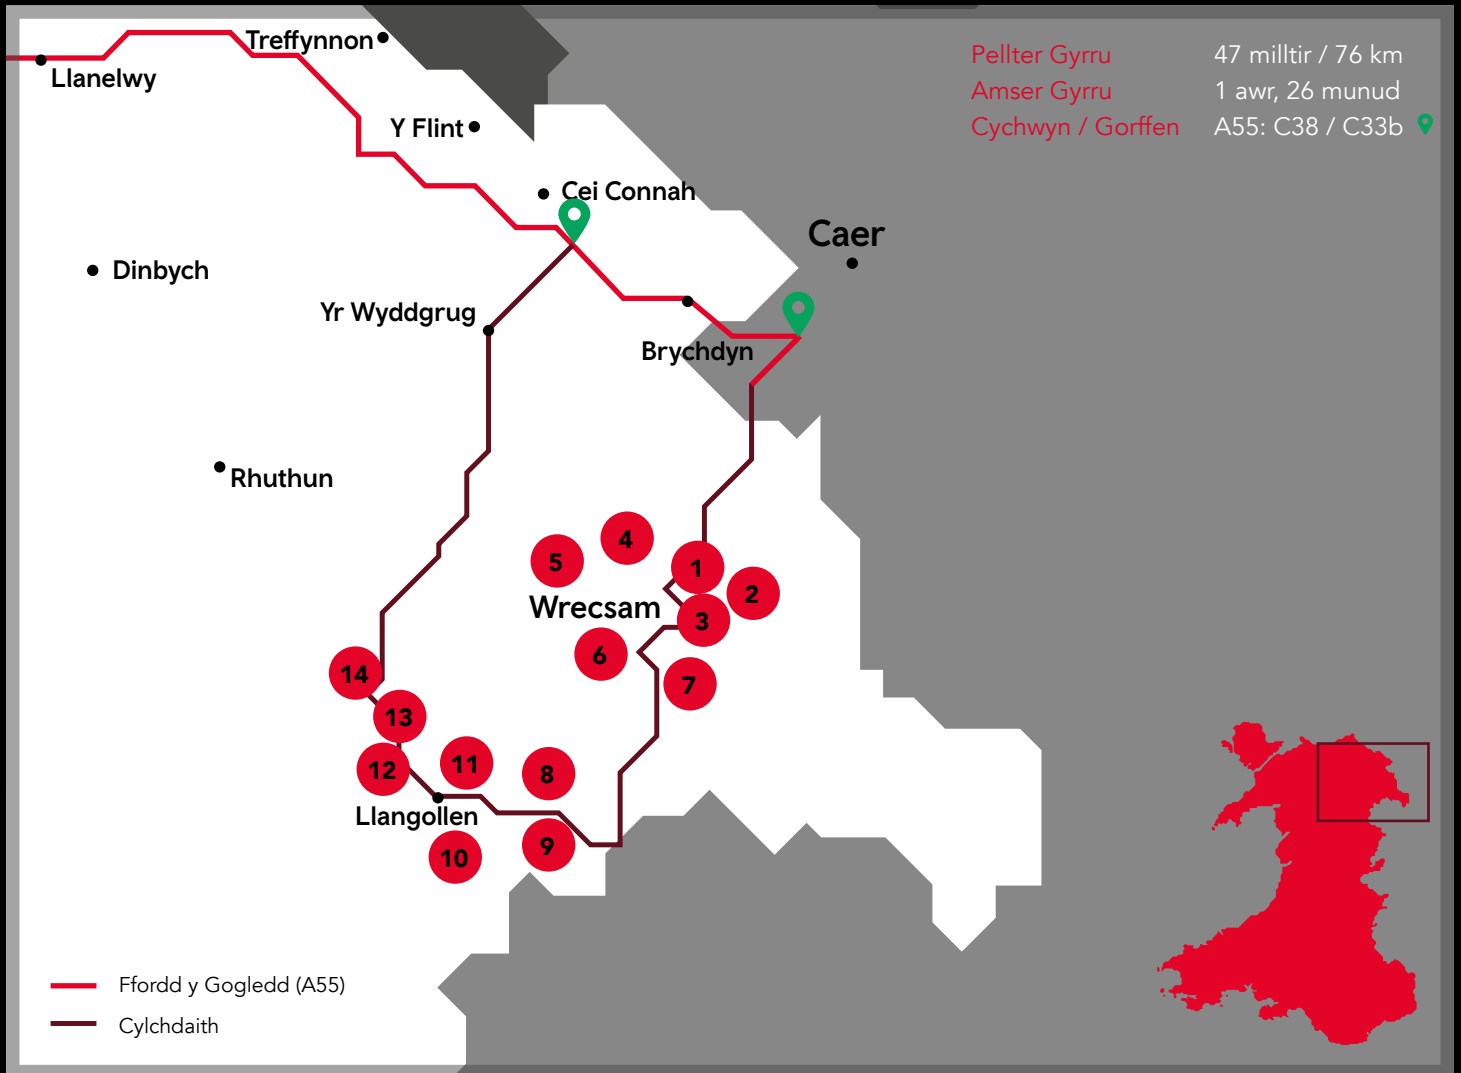 Pellter Gyrru 47 milltir / 76 km
Amser Gyrru 1 awr, 26 munud
Cychwyn / Gorffen A55: C38 / C33b
Treffynnon
Llanelwy
Y Flint
Cei Connah
Caer
Dinbych
Yr Wyddgrug
Brychdyn
Rhuthun
4
5
1
2
Wrecsam
3
6
7
14
13
11
12
8
Llangollen
9
10
Ffordd y Gogledd (A55)
Cylchdaith